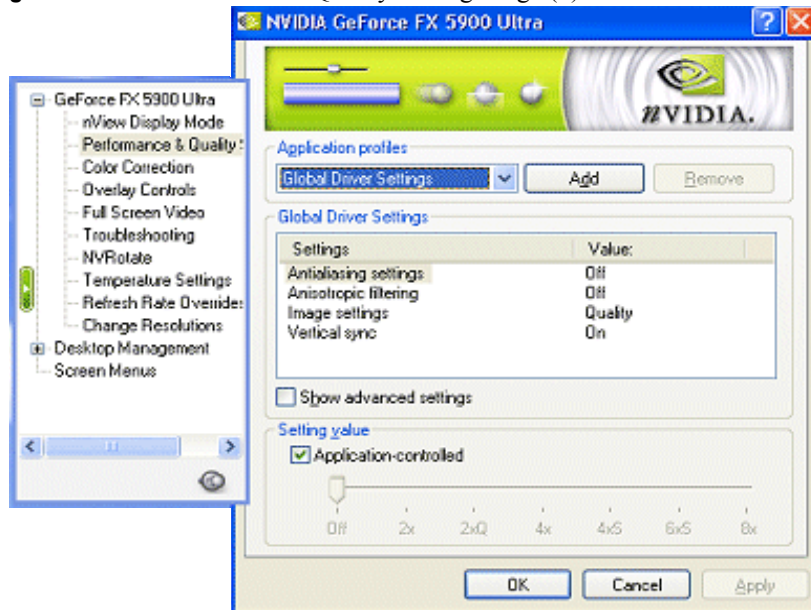 NVIDIA GeForce FX 5900 Ultra
GeForce FX 5900 Ultra
nView Display Mode
Performance & Quality
Color Correction
Overlay Controls
Full Screen Video
Troubleshooting
NVRotate
Temperature Settings
Refresh Rate Overrides
Change Resolutions
Desktop Management
Screen Menus
NVIDIA.
Application profiles
Global Driver Settings
Add
Remove
Global Driver Settings
Settings Value:
Antialiasing settings Off
Anisotropic filtering Off
Image settings Quality
Vertical sync On
Show advanced settings
Setting value
Application-controlled
Off 2x 2xQ 4x 4xS 6xS 8x
OK Cancel Apply